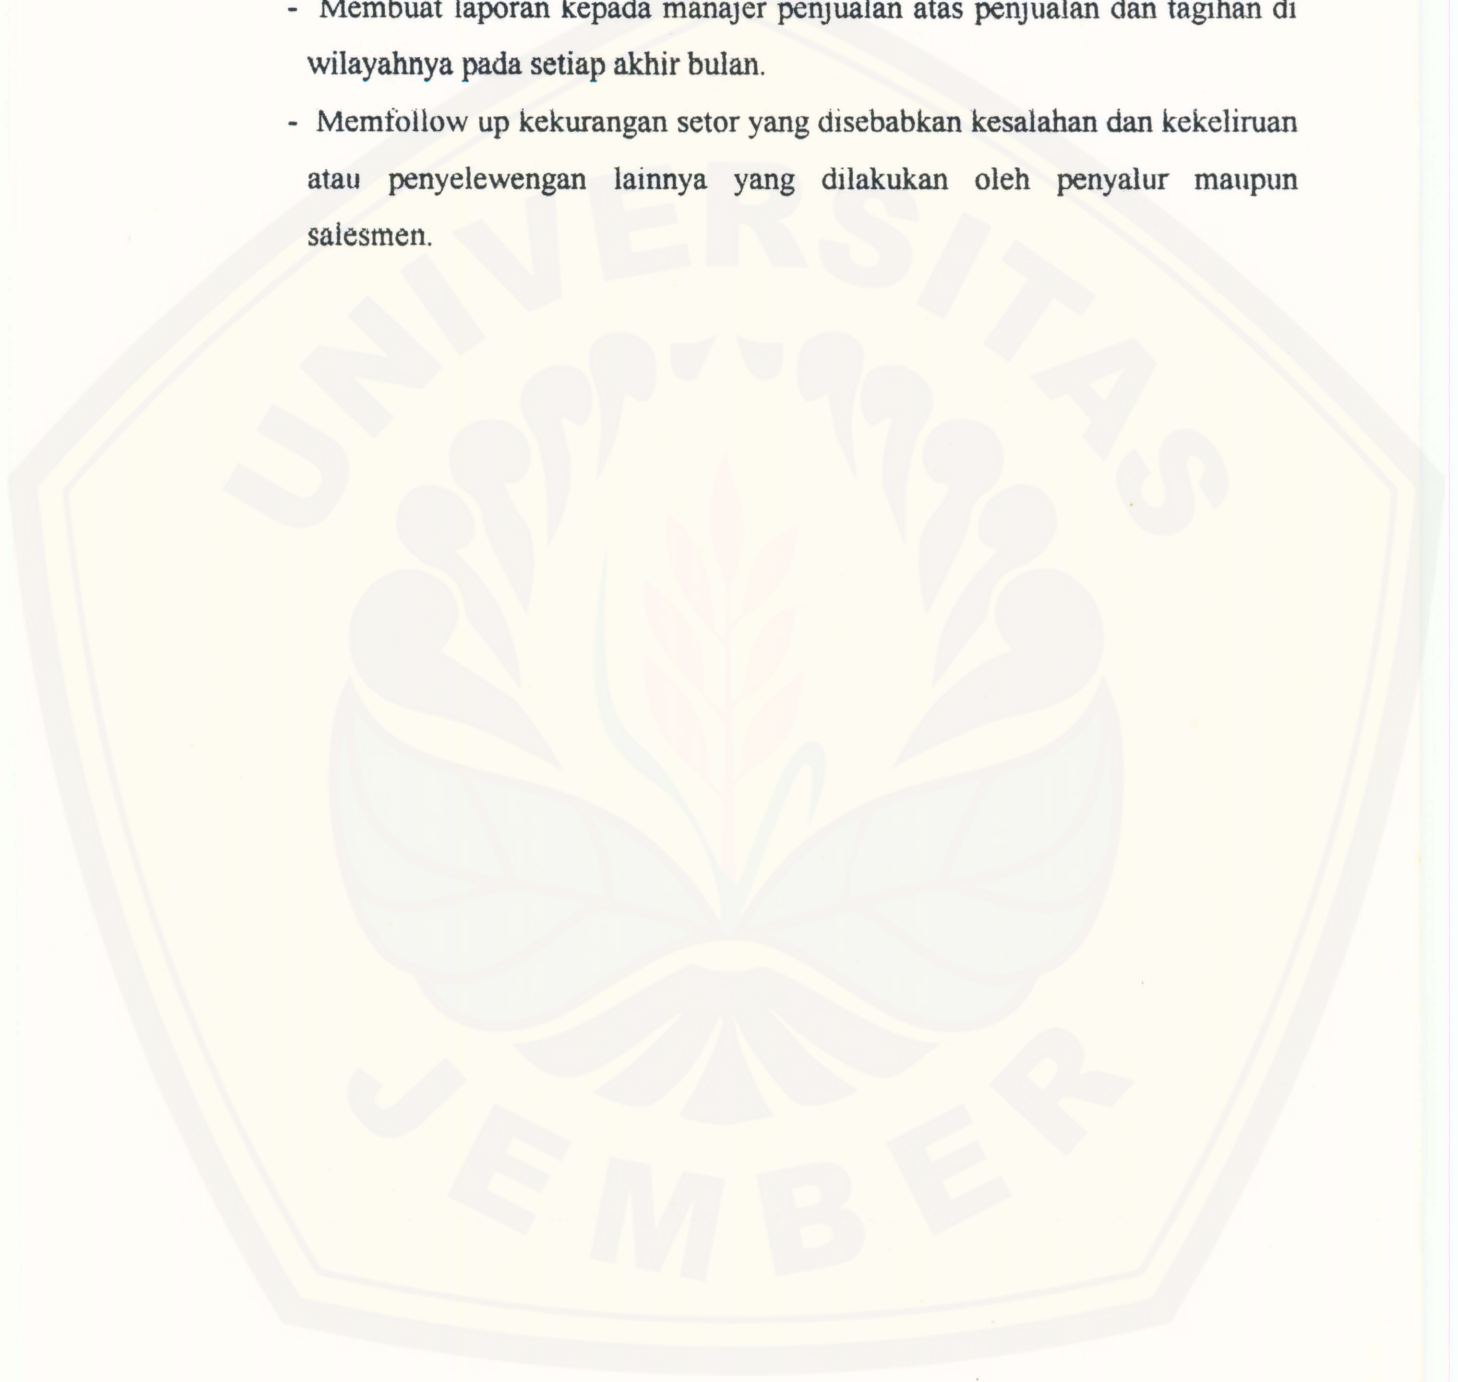 - Membuat laporan kepada manajer penjualan atas penjualan dan tagihan di
wilayahnya pada setiap akhir bulan.
- Memfollow up kekurangan setor yang disebabkan kesalahan dan kekeliruan
atau penyelewengan lainnya yang dilakukan oleh penyalur maupun
salesmen.
UNIVERSITAS
JEMBER